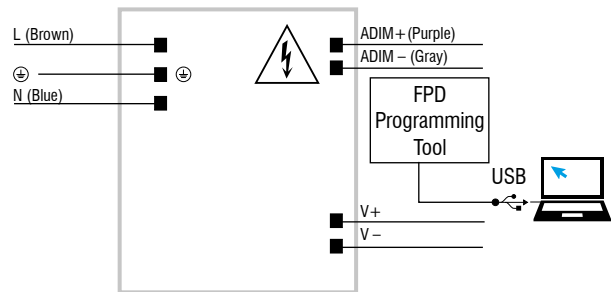 L (Brown)
N (Blue)
ADIM+(Purple)
ADIM – (Gray)
FPD
Programming
Tool
USB
V+
V –